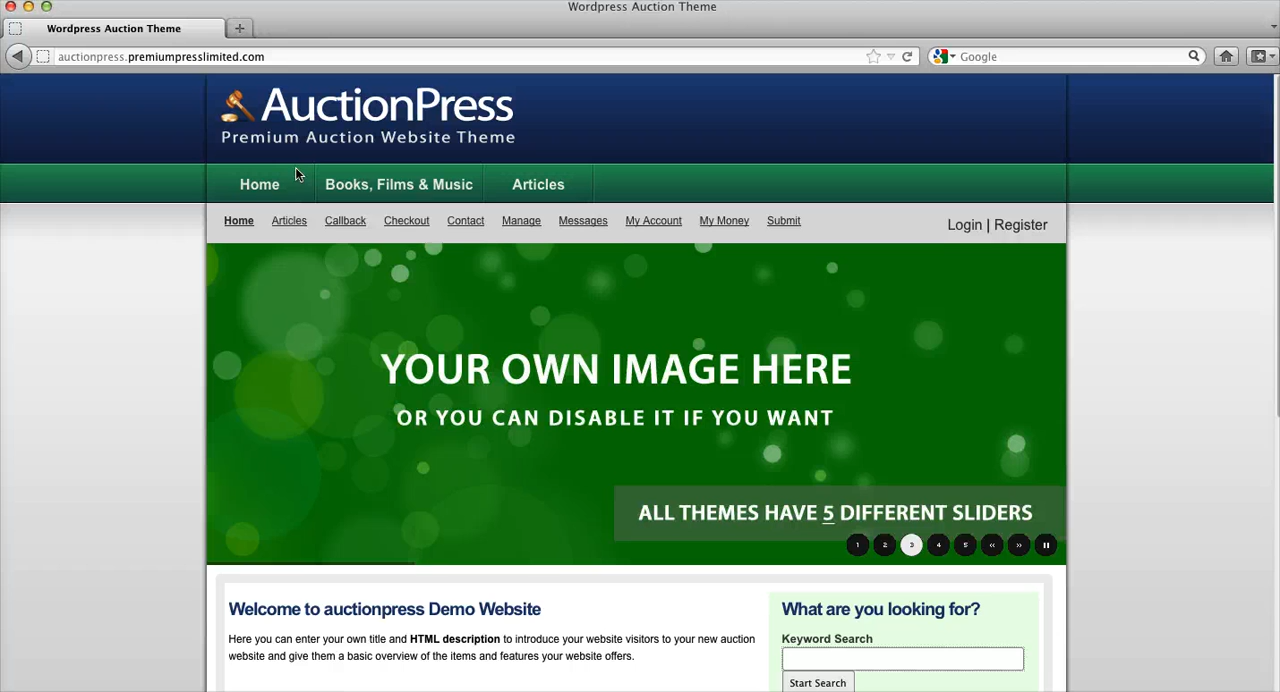 Wordpress Auction Theme
Wordpress Auction Theme
auctionpress.premiumpresslimited.com
Google
AuctionPress
Premium Auction Website Theme
Home Books, Films & Music Articles
Home Articles Callback Checkout Contact Manage Messages My Account My Money Submit
Login | Register
YOUR OWN IMAGE HERE
OR YOU CAN DISABLE IT IF YOU WANT
ALL THEMES HAVE 5 DIFFERENT SLIDERS
1 2 3 4 5 « »
Welcome to auctionpress Demo Website
Here you can enter your own title and HTML description to introduce your website visitors to your new auction
website and give them a basic overview of the items and features your website offers.
What are you looking for?
Keyword Search
Start Search